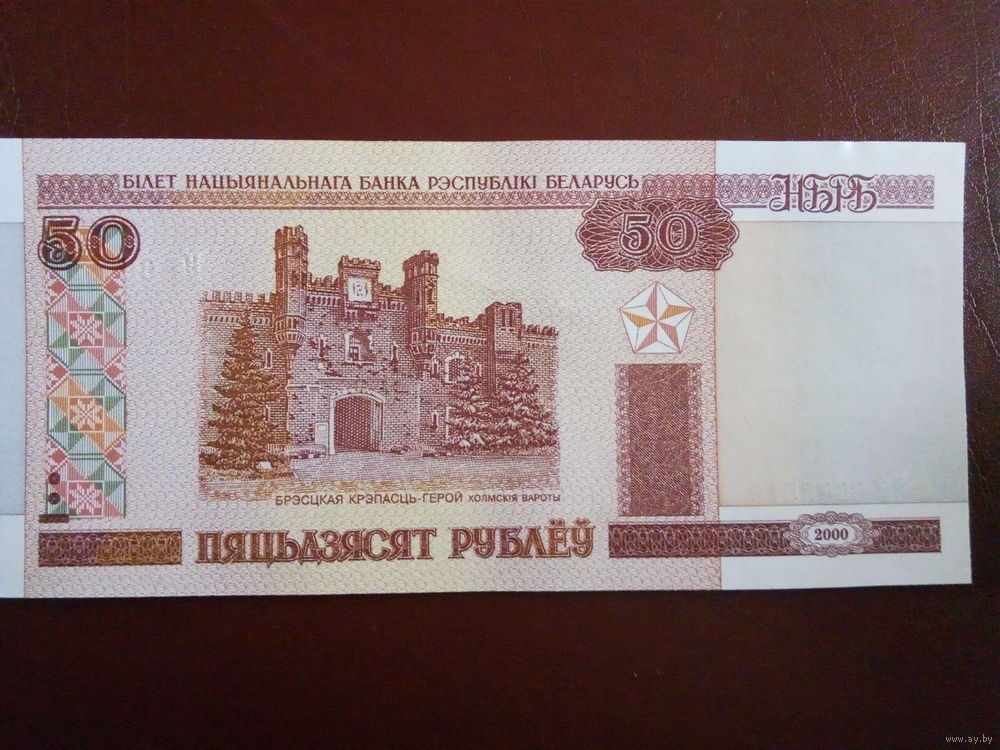 БІЛЕТ НАЦЫЯНАЛЬНАГА БАНКА РЭСПУБЛІКІ БЕЛАРУСЬ
НБРБ
50
50
БРЭСЦКАЯ КРЭПАСЦЬ-ГЕРОЙ ХОЛМСКІЯ ВАРОТЫ
ПЯЦЬДЗЯСЯТ РУБЛЁЎ
2000
www.ay.by